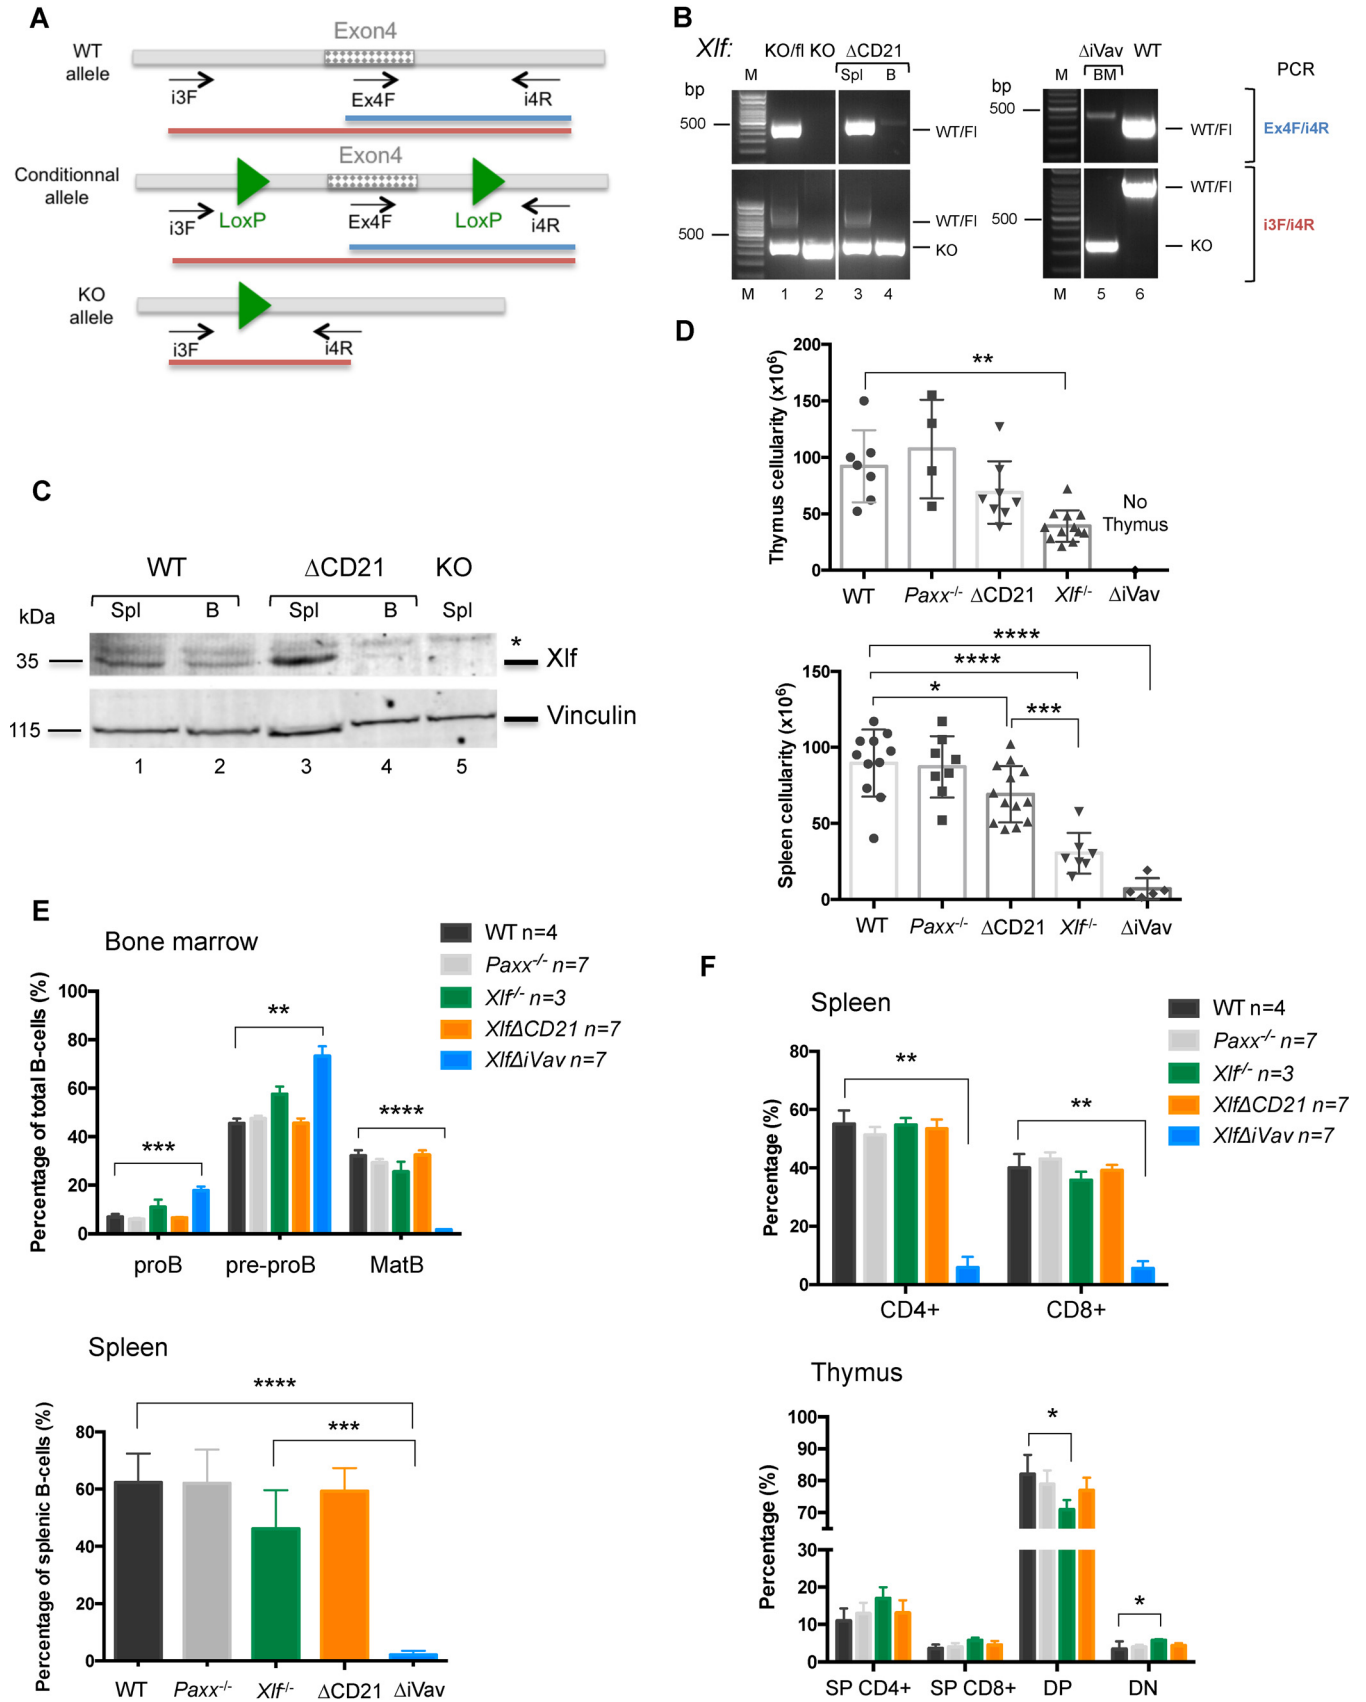 A
Exon4
WT
allele
i3F
Ex4F
i4R
Exon4
Conditionnal
allele
i3F
LoxP
Ex4F
LoxP
i4R
KO
allele
i3F
i4R
B
Xlf:
KO/fl KO ΔCD21
ΔiVav WT
M Spl B
M BM
PCR
bp
500
WT/Fl
bp
500
WT/Fl
Ex4F/i4R
500
WT/Fl
KO
500
WT/Fl
KO
i3F/i4R
M 1 2 3 4
M 5 6
C
WT ΔCD21 KO
kDa
Spl B Spl B Spl
*
35
Xlf
115
Vinculin
1 2 3 4 5
D
Thymus cellularity (x10⁶)
200
150
100
50
0
**
No
Thymus
WT Paxx-/- ΔCD21 Xlf-/- ΔiVav
Spleen cellularity (x10⁶)
150
100
50
0
****
****
*
***
WT Paxx-/- ΔCD21 Xlf-/- ΔiVav
E
Bone marrow
WT n=4
Paxx-/- n=7
Xlf-/- n=3
XlfΔCD21 n=7
XlfΔiVav n=7
Percentage of total B-cells (%)
100
80
60
40
20
0
***
**
****
proB pre-proB MatB
Spleen
Percentage of splenic B-cells (%)
80
60
40
20
0
****
***
WT Paxx-/- Xlf-/- ΔCD21 ΔiVav
F
Spleen
WT n=4
Paxx-/- n=7
Xlf-/- n=3
XlfΔCD21 n=7
XlfΔiVav n=7
Percentage (%)
80
60
40
20
0
**
**
CD4+ CD8+
Thymus
Percentage (%)
100
90
80
70
30
20
10
0
*
*
SP CD4+ SP CD8+ DP DN